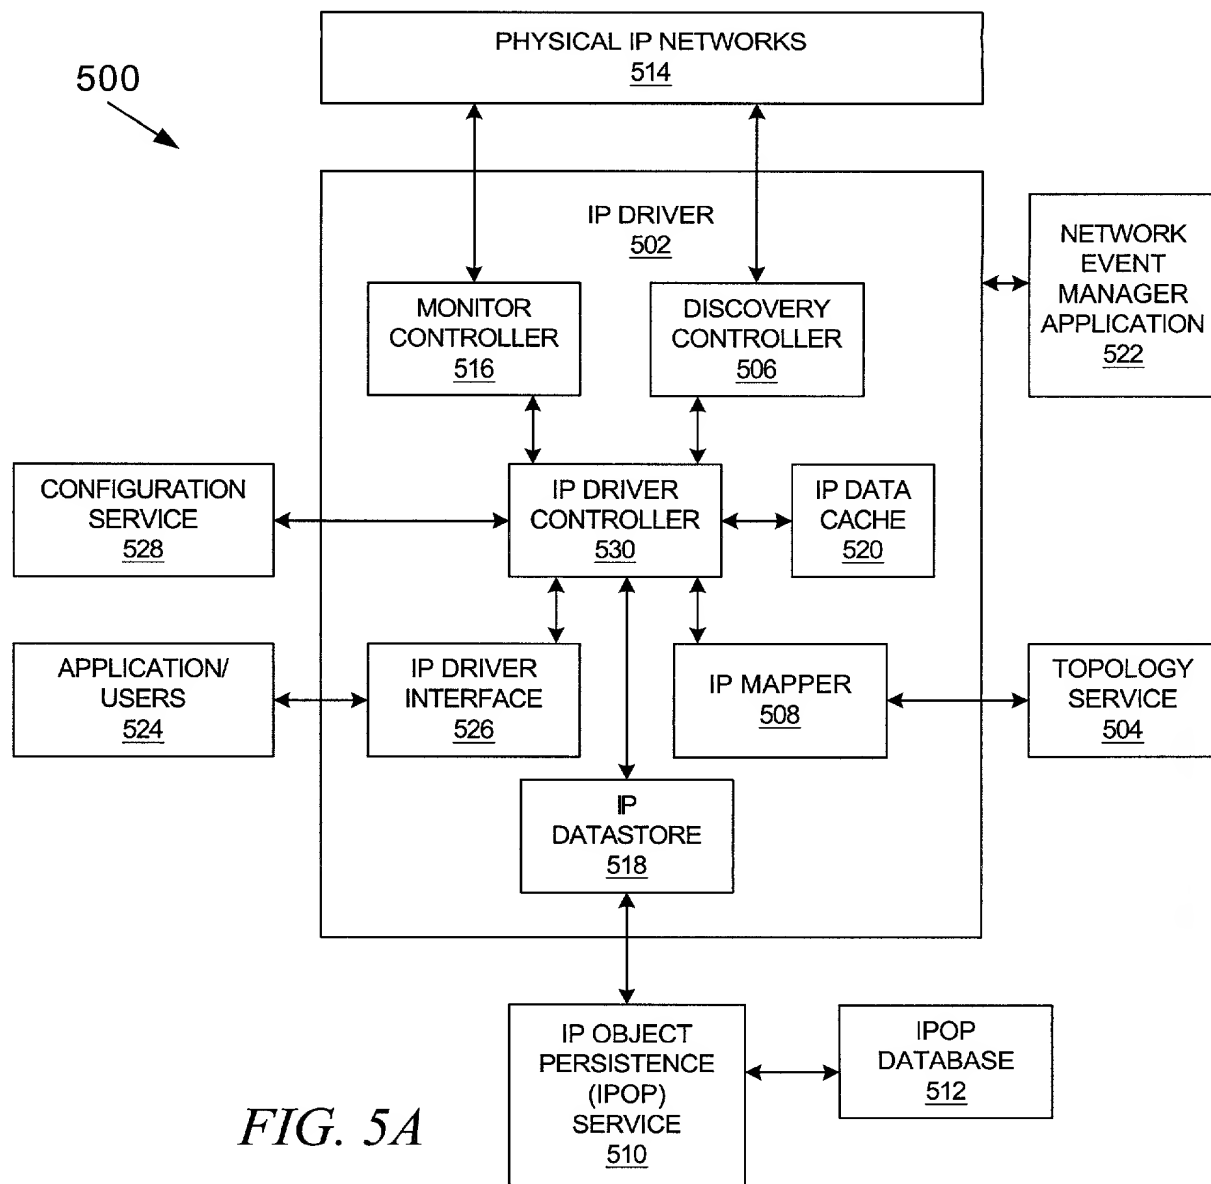 PHYSICAL IP NETWORKS
514
500
IP DRIVER
502
NETWORK
EVENT
MANAGER
APPLICATION
522
MONITOR
CONTROLLER
516
DISCOVERY
CONTROLLER
506
CONFIGURATION
SERVICE
528
IP DRIVER
CONTROLLER
530
IP DATA
CACHE
520
APPLICATION/
USERS
524
IP DRIVER
INTERFACE
526
IP MAPPER
508
TOPOLOGY
SERVICE
504
IP
DATASTORE
518
IP OBJECT
PERSISTENCE
(IPOP)
SERVICE
510
IPOP
DATABASE
512
FIG. 5A